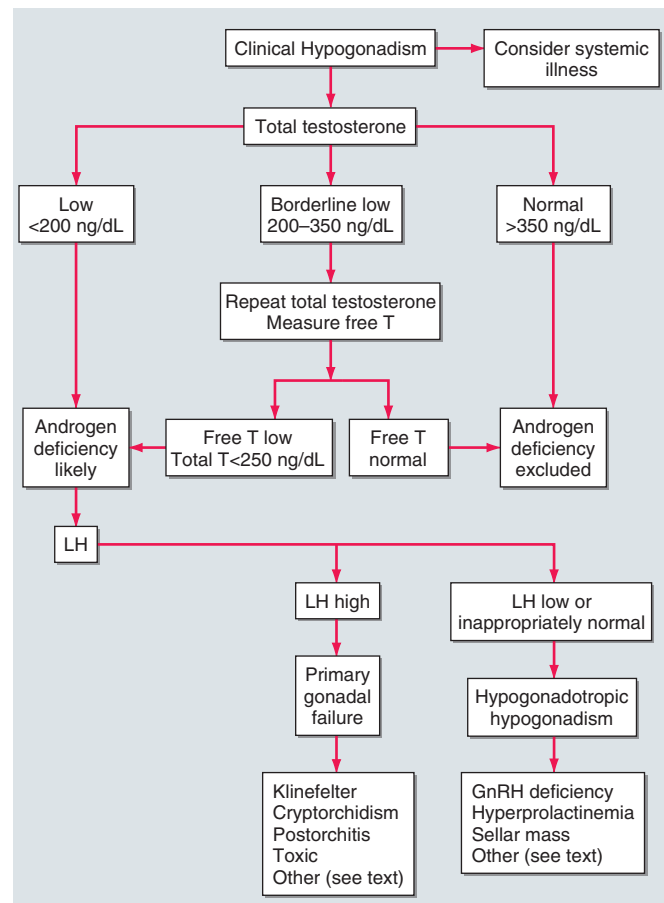 Clinical Hypogonadism
Consider systemic
illness
Total testosterone
Low
<200 ng/dL
Borderline low
200–350 ng/dL
Normal
>350 ng/dL
Repeat total testosterone
Measure free T
Androgen
deficiency
likely
Free T low
Total T<250 ng/dL
Free T
normal
Androgen
deficiency
excluded
LH
LH high
LH low or
inappropriately normal
Primary
gonadal
failure
Hypogonadotropic
hypogonadism
Klinefelter
Cryptorchidism
Postorchitis
Toxic
Other (see text)
GnRH deficiency
Hyperprolactinemia
Sellar mass
Other (see text)